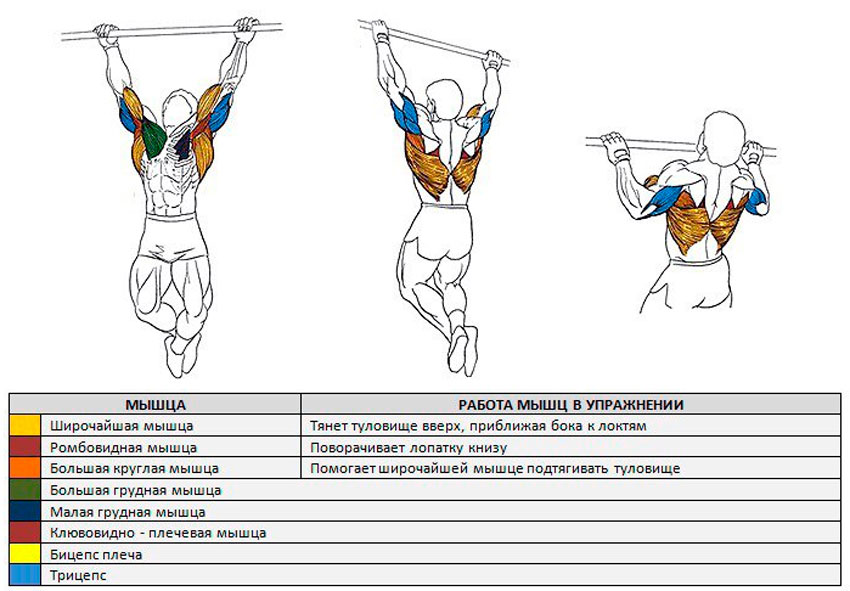 МЫШЦА РАБОТА МЫШЦ В УПРАЖНЕНИИ
Широчайшая мышца Тянет туловище вверх, приближая бока к локтям
Ромбовидная мышца Поворачивает лопатку книзу
Большая круглая мышца Помогает широчайшей мышце подтягивать туловище
Большая грудная мышца
Малая грудная мышца
Клювовидно - плечевая мышца
Бицепс плеча
Трицепс